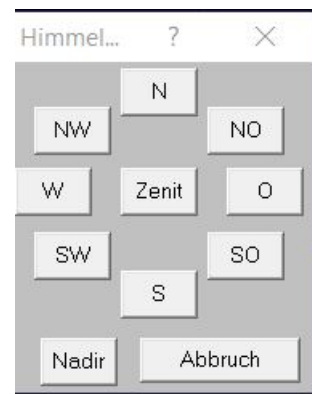 Himmel... ?
N
NW NO
W Zenit O
SW SO
S
Nadir Abbruch